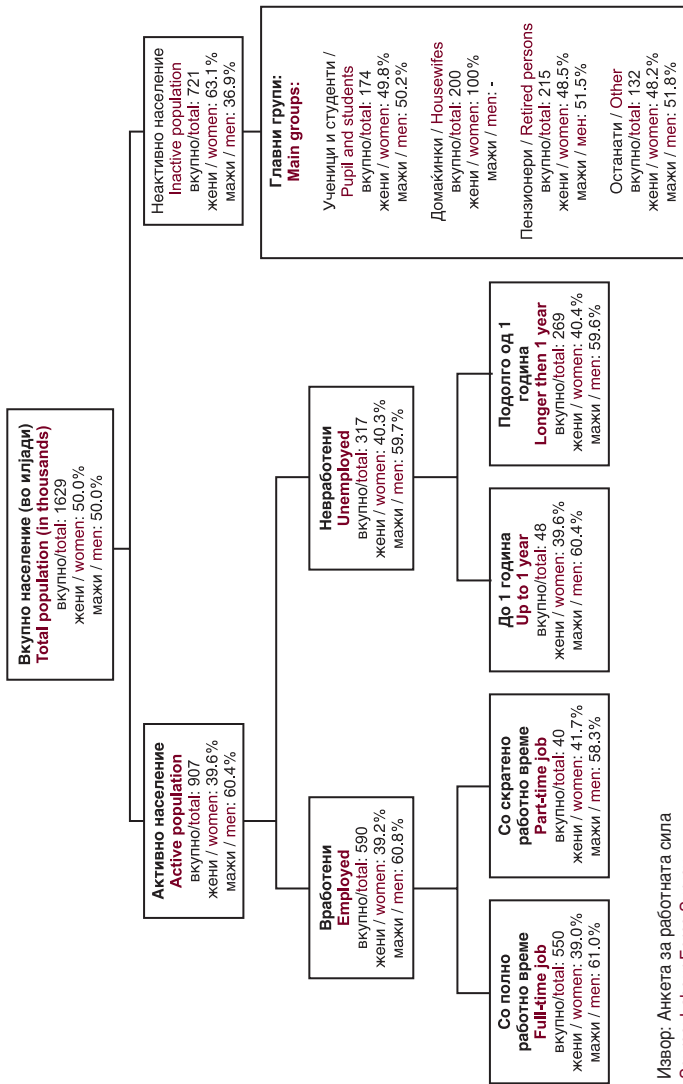 Вкупно население (во илјади)
Total population (in thousands)
вкупно/total: 1629
жени / women: 50.0%
мажи / men: 50.0%
Активно население
Active population
вкупно/total: 907
жени / women: 39.6%
мажи / men: 60.4%
Неактивно население
Inactive population
вкупно/total: 721
жени / women: 63.1%
мажи / men: 36.9%
Вработени
Employed
вкупно/total: 590
жени / women: 39.2%
мажи / men: 60.8%
Невработени
Unemployed
вкупно/total: 317
жени / women: 40.3%
мажи / men: 59.7%
Главни групи:
Main groups:
Ученици и студенти /
Pupil and students
вкупно/total: 174
жени / women: 49.8%
мажи / men: 50.2%
Домаќинки / Housewifes
вкупно/total: 200
жени / women: 100%
мажи / men: -
Пензионери / Retired persons
вкупно/total: 215
жени / women: 48.5%
мажи / мен: 51.5%
Останати / Other
вкупно/total: 132
жени / women: 48.2%
мажи / men: 51.8%
Со полно
работно време
Full-time job
вкупно/total: 550
жени / women: 39.0%
мажи / men: 61.0%
Со скратено
работно време
Part-time job
вкупно/total: 40
жени / women: 41.7%
мажи / men: 58.3%
До 1 година
Up to 1 year
вкупно/total: 48
жени / women: 39.6%
мажи / men: 60.4%
Подолго од 1
година
Longer then 1 year
вкупно/total: 269
жени / women: 40.4%
мажи / men: 59.6%
Извор: Анкета за работната сила